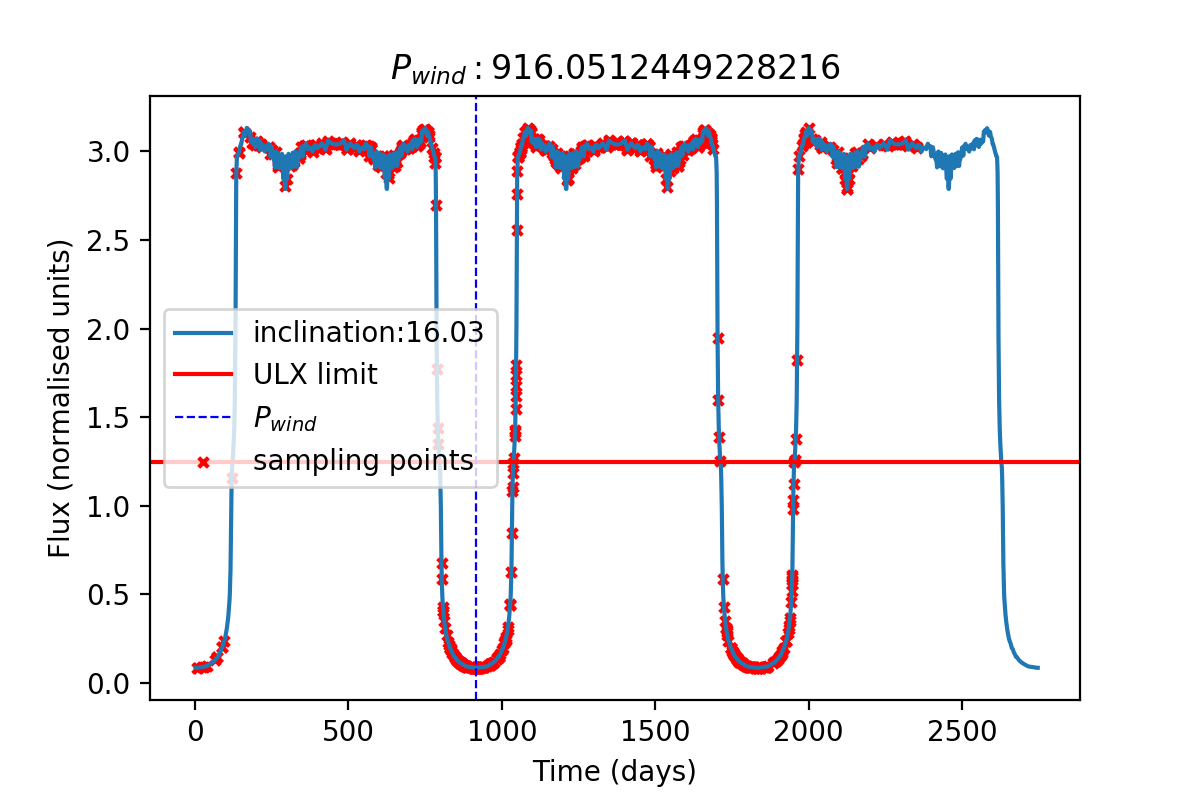 P_wind : 916.0512449228216
3.0
2.5
2.0
1.5
1.0
0.5
0.0
Flux (normalised units)
inclination:16.03
ULX limit
P_wind
sampling points
0 500 1000 1500 2000 2500
Time (days)